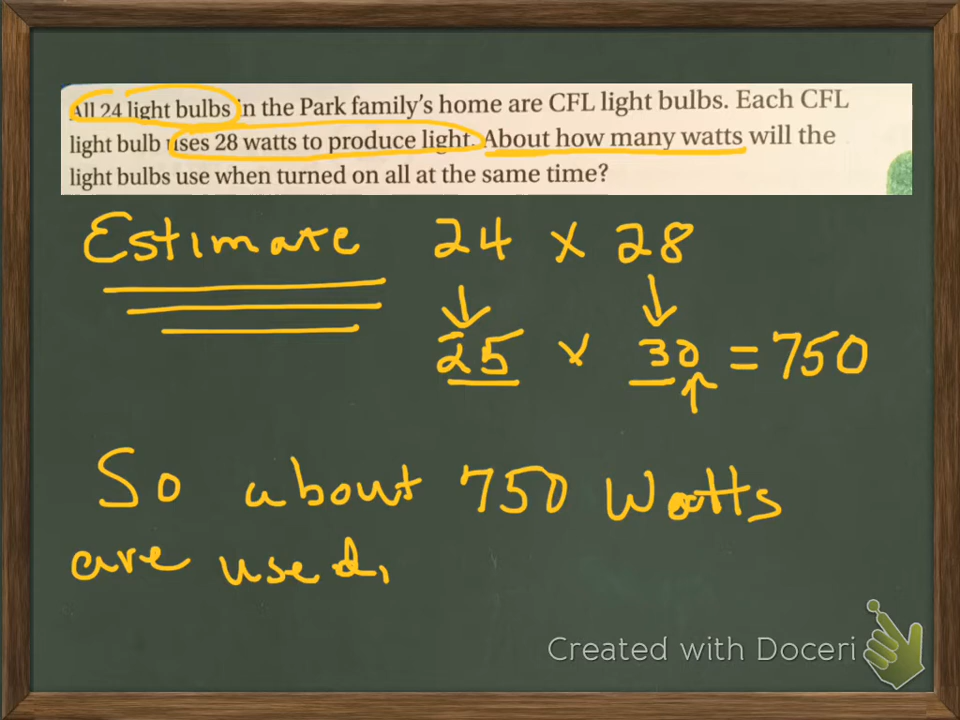 All 24 light bulbs in the Park family's home are CFL light bulbs. Each CFL
light bulb uses 28 watts to produce light. About how many watts will the
light bulbs use when turned on all at the same time?
Estimate 24 x 28
25 x 30 = 750
So about 750 Watts
are used,
Created with Doceri